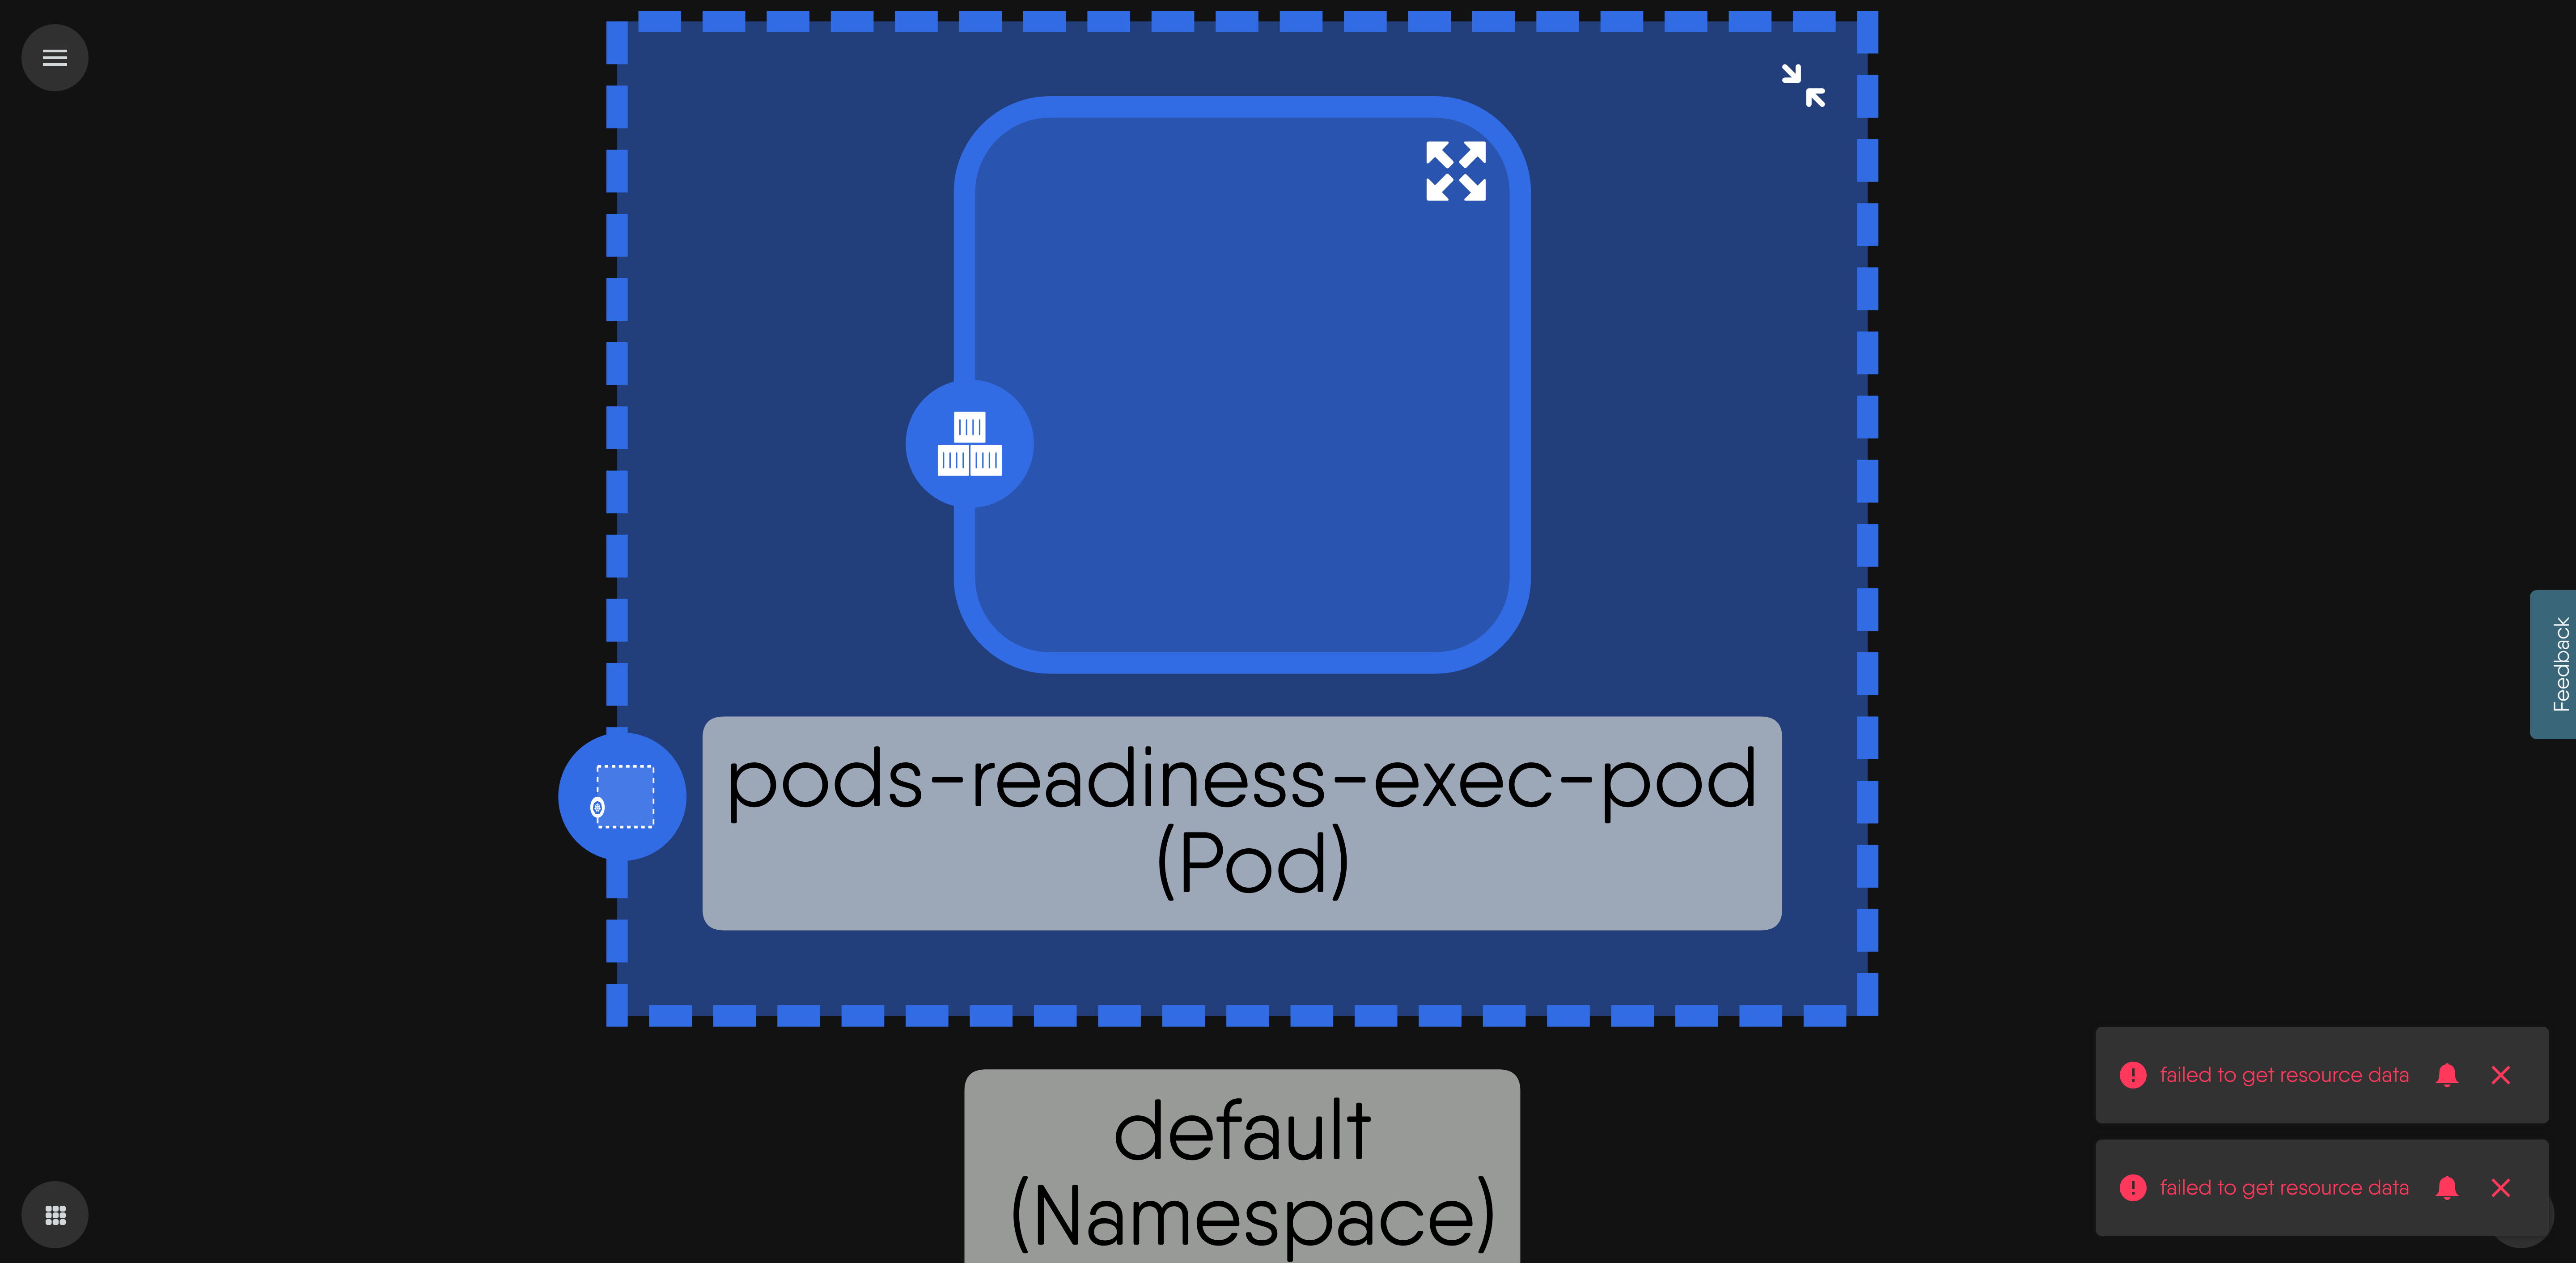 pods-readiness-exec-pod
(Pod)
default
(Namespace)
Feedback
failed to get resource data
failed to get resource data